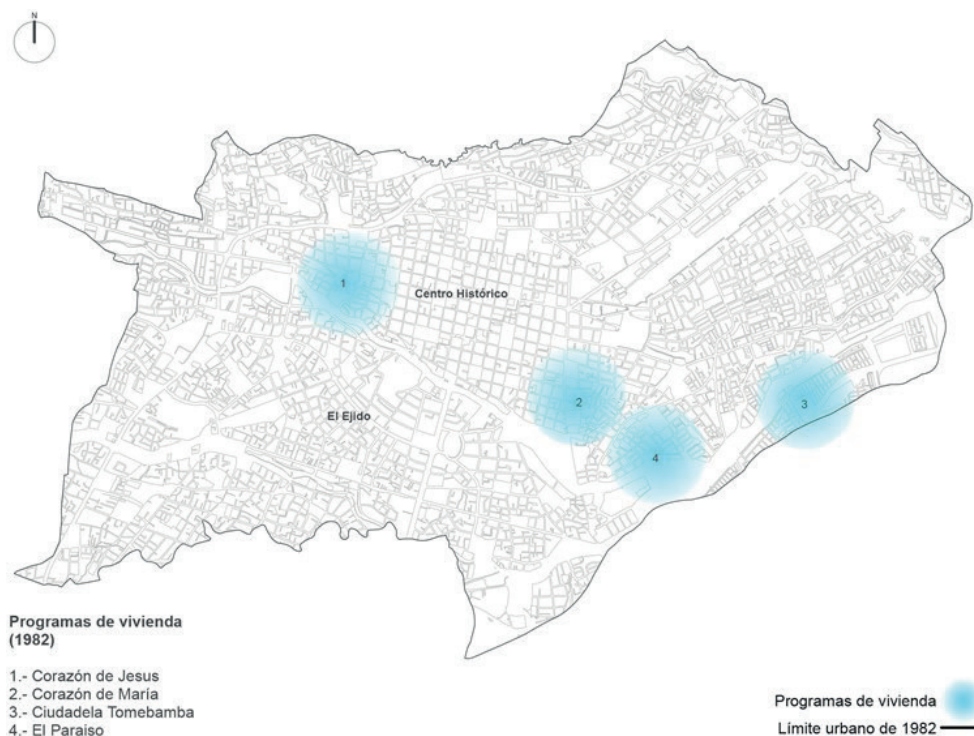 N
1
Centro Histórico
2
3
El Ejido
4
Programas de vivienda
(1982)
1.- Corazón de Jesus
2.- Corazón de María
3.- Ciudadela Tomebamba
4.- El Paraiso
Programas de vivienda
Límite urbano de 1982